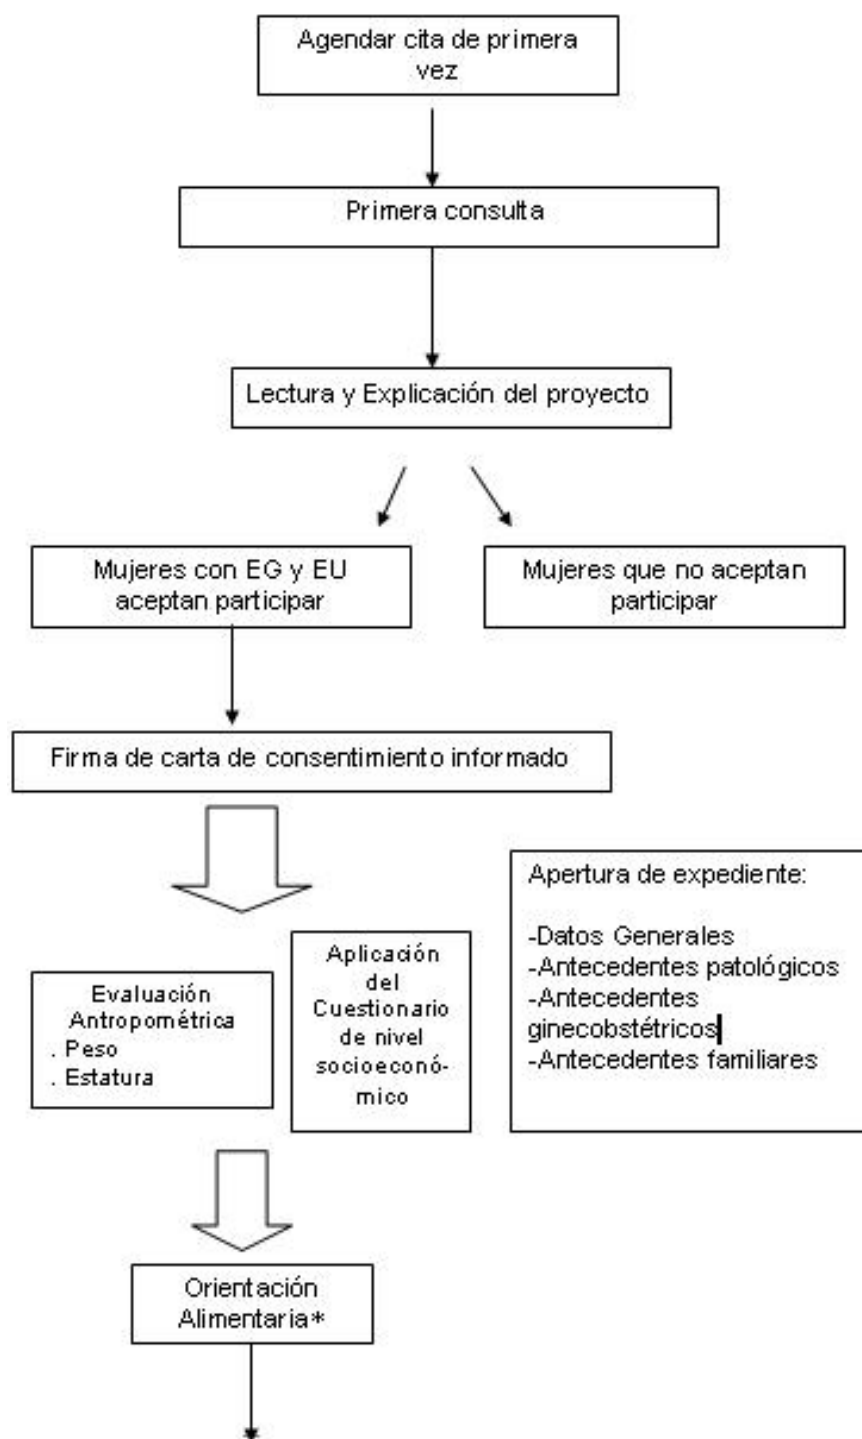 Agendar cita de primera
vez
Primera consulta
Lectura y Explicación del proyecto
Mujeres con EG y EU
aceptan participar
Mujeres que no aceptan
participar
Firma de carta de consentimiento informado
Evaluación
Antropométrica
. Peso
. Estatura
Aplicación
del
Cuestionario
de nivel
socioeconó-
mico
Apertura de expediente:
-Datos Generales
-Antecedentes patológicos
-Antecedentes
ginecobstétricos
-Antecedentes familiares
Orientación
Alimentaria*